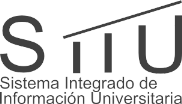 SIIU
Sistema Integrado de
Información Universitaria